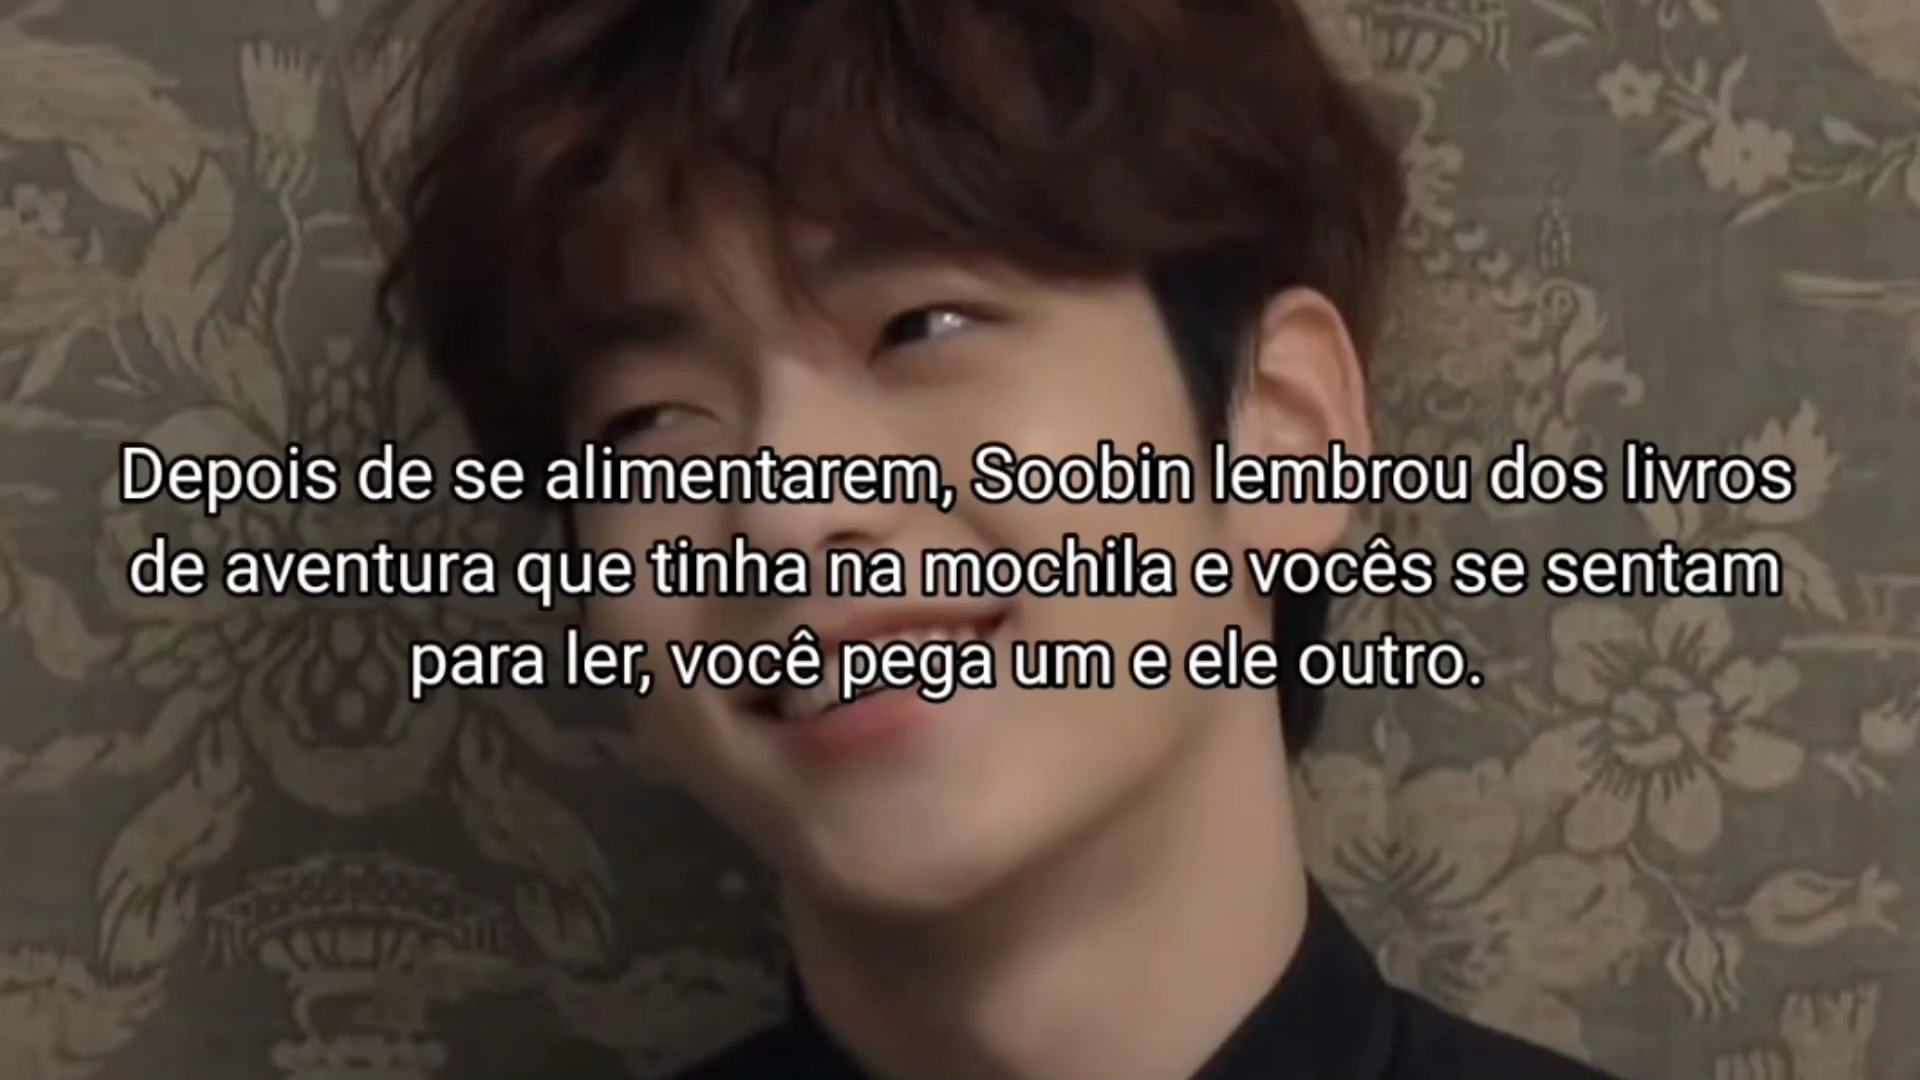 Depois de se alimentarem, Soobin lembrou dos livros
de aventura que tinha na mochila e vocês se sentam
para ler, você pega um e ele outro.